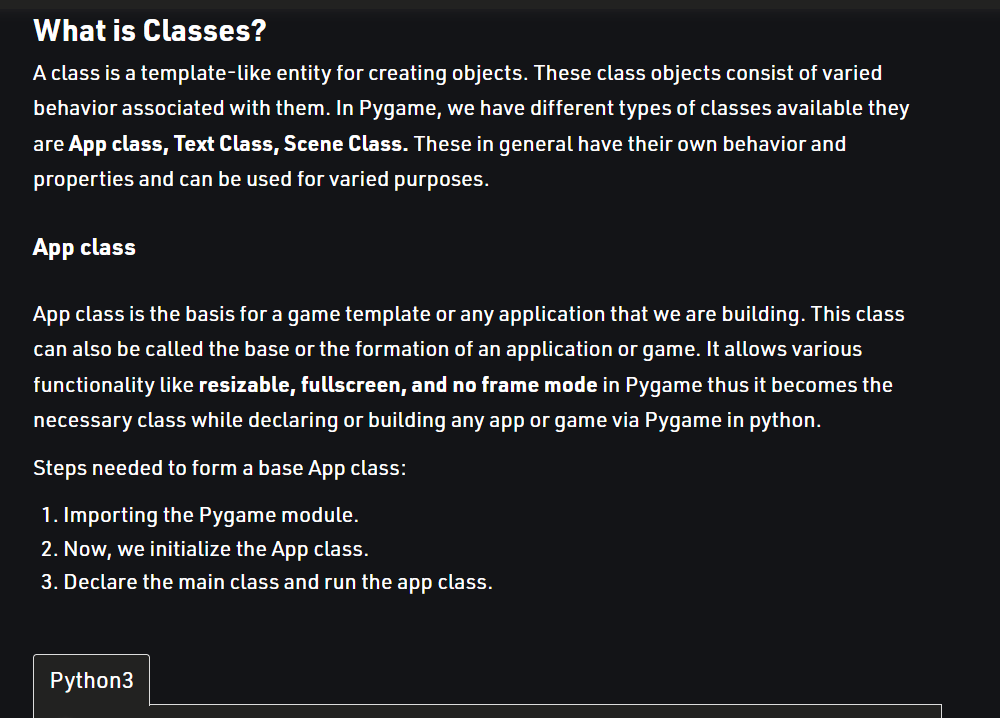 What is Classes?
A class is a template-like entity for creating objects. These class objects consist of varied
behavior associated with them. In Pygame, we have different types of classes available they
are App class, Text Class, Scene Class. These in general have their own behavior and
properties and can be used for varied purposes.
App class
App class is the basis for a game template or any application that we are building. This class
can also be called the base or the formation of an application or game. It allows various
functionality like resizable, fullscreen, and no frame mode in Pygame thus it becomes the
necessary class while declaring or building any app or game via Pygame in python.
Steps needed to form a base App class:
1. Importing the Pygame module.
2. Now, we initialize the App class.
3. Declare the main class and run the app class.
Python3